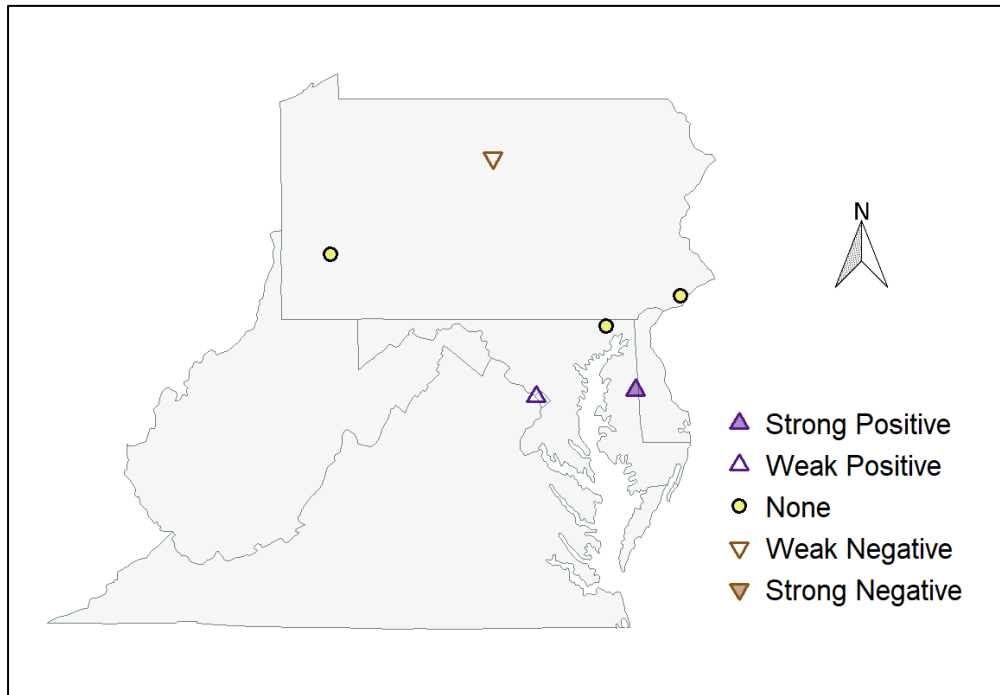 N
Strong Positive
Weak Positive
None
Weak Negative
Strong Negative